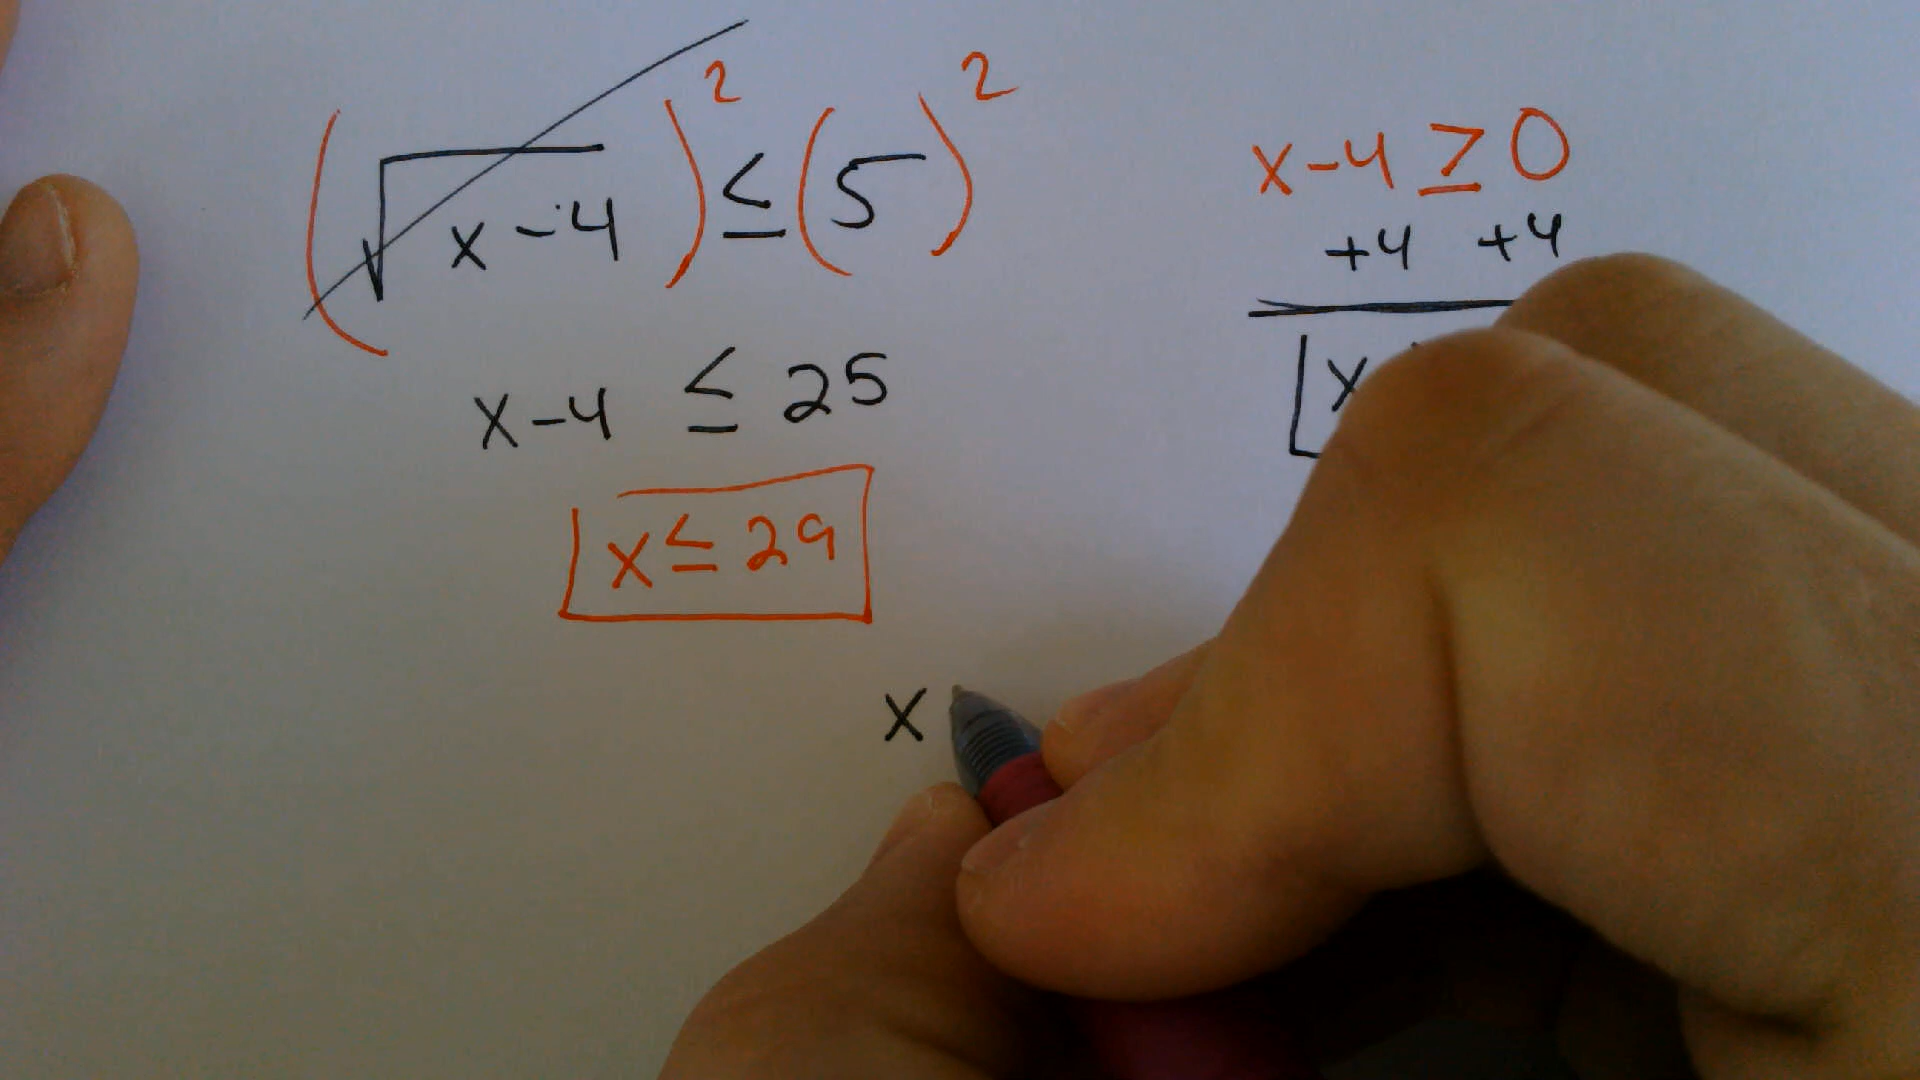 (√x-4)² ≤ (5)²
x-4 ≤ 25
x ≤ 29
x
x-4 ≥ 0
+4 +4
x